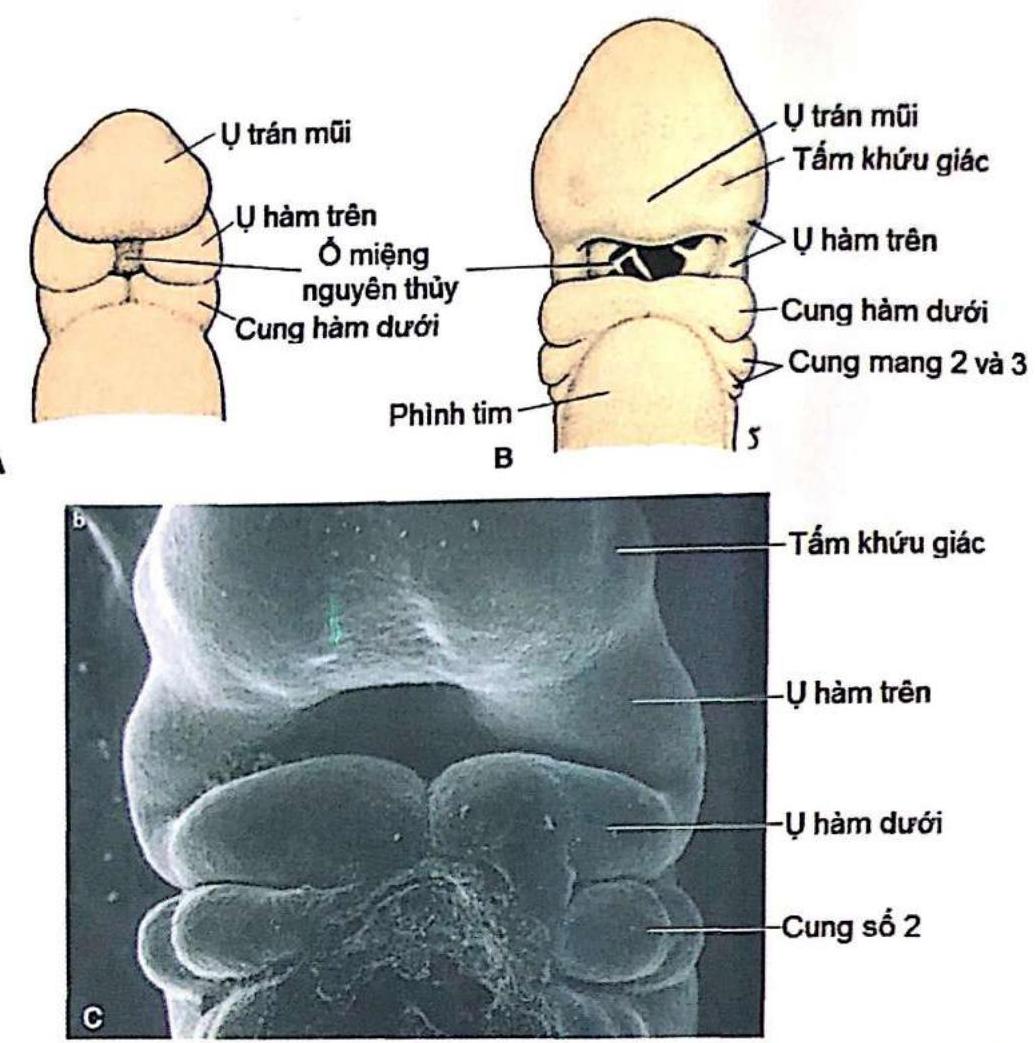 Ụ trán mũi
Ụ hàm trên
Ổ miệng
nguyên thủy
Cung hàm dưới
A
Ụ trán mũi
Tấm khứu giác
Ụ hàm trên
Cung hàm dưới
Cung mang 2 và 3
Phình tim
B
b
Tấm khứu giác
Ụ hàm trên
Ụ hàm dưới
Cung số 2
C